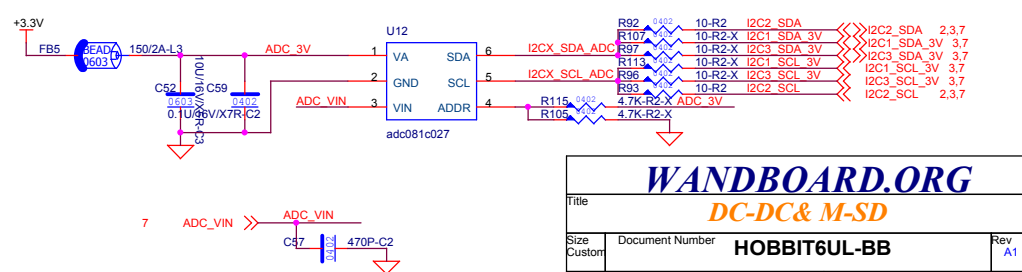 +3.3V
FB5 BEAD 0603 150/2A-L3 ADC_3V
C52 0603 10U/16V/X6R-C3
C59 0402 0.1U/16V/X7R-C2
U12
1 VA SDA 6 I2CX_SDA_ADC
2 GND SCL 5 I2CX_SCL_ADC
ADC_VIN 3 VIN ADDR 4
adc081c027
R92 0402 10-R2 I2C2_SDA I2C2_SDA 2,3,7
R107 10-R2-X I2C1_SDA_3V I2C1_SDA_3V 3,7
R97 0402 10-R2-X I2C3_SDA_3V I2C3_SDA_3V 3,7
R113 10-R2-X I2C1_SCL_3V I2C1_SCL_3V 3,7
R96 0402 10-R2-X I2C3_SCL_3V I2C3_SCL_3V 3,7
R93 0402 10-R2 I2C2_SCL I2C2_SCL 2,3,7
R115 0402 4.7K-R2-X ADC_3V
R105 0402 4.7K-R2-X
7 ADC_VIN ADC_VIN
C57 0402 470P-C2
WANDBOARD.ORG
Title
DC-DC& M-SD
Size Custom
Document Number
HOBBIT6UL-BB
Rev
A1